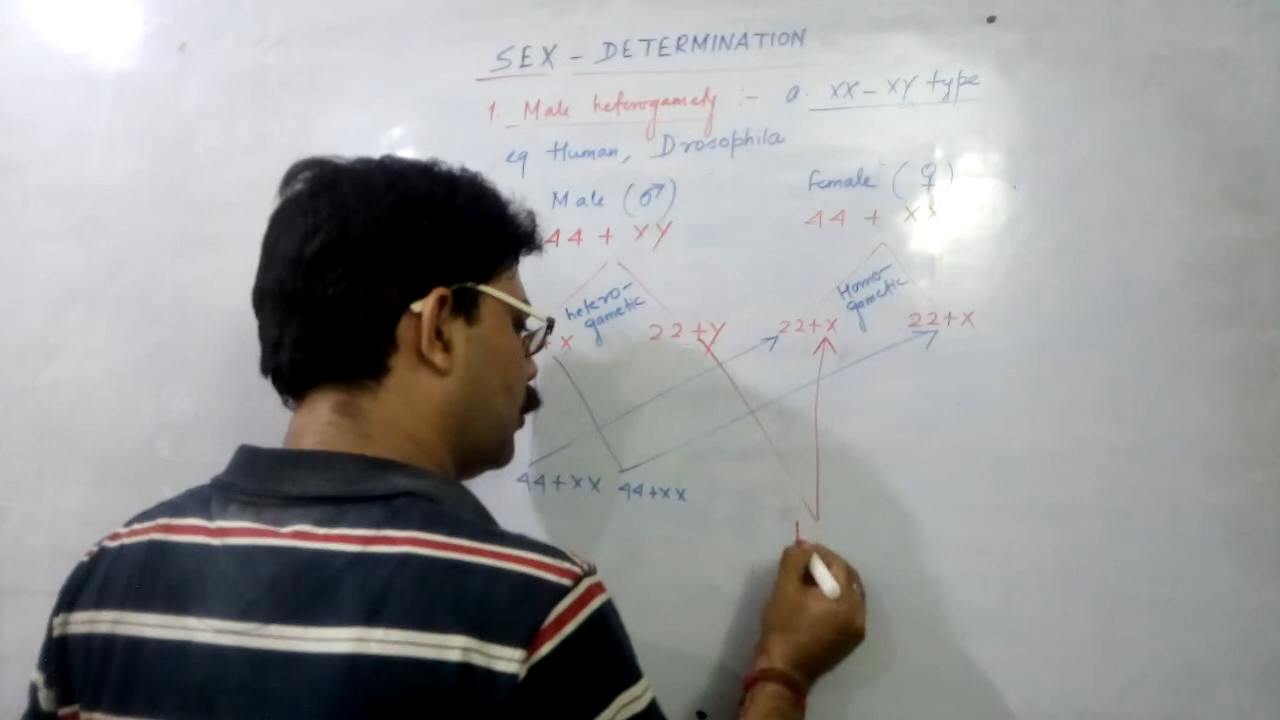 SEX - DETERMINATION
1. Male heterogamety :- a. XX - XY type
eg Human, Drosophila
Male (♂) Female (♀)
44 + XY 44 + XX
hetero-gametic Homo-gametic
+ X 22 + Y 22 + X 22 + X
44 + XX 44 + XX